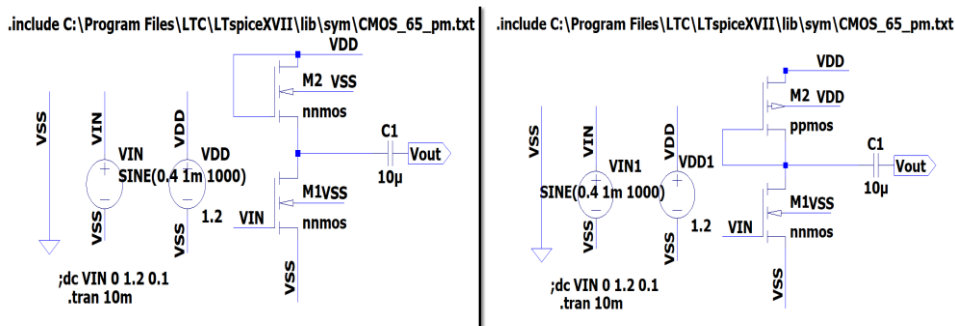 .include C:\Program Files\LTC\LTspiceXVII\lib\sym\CMOS_65_pm.txt
VDD
M2 VSS
nnmos
VSS
VIN
VDD
C1
Vout
10µ
VIN
VDD
SINE(0.4 1m 1000)
M1VSS
nnmos
VIN
1.2
VSS
VSS
VSS
;dc VIN 0 1.2 0.1
.tran 10m
.include C:\Program Files\LTC\LTspiceXVII\lib\sym\CMOS_65_pm.txt
VDD
M2
VDD
ppmos
VSS
VIN
VDD
C1
Vout
10µ
VIN1
VDD1
SINE(0.4 1m 1000)
M1VSS
nnmos
VIN
1.2
VSS
VSS
VSS
;dc VIN 0 1.2 0.1
.tran 10m